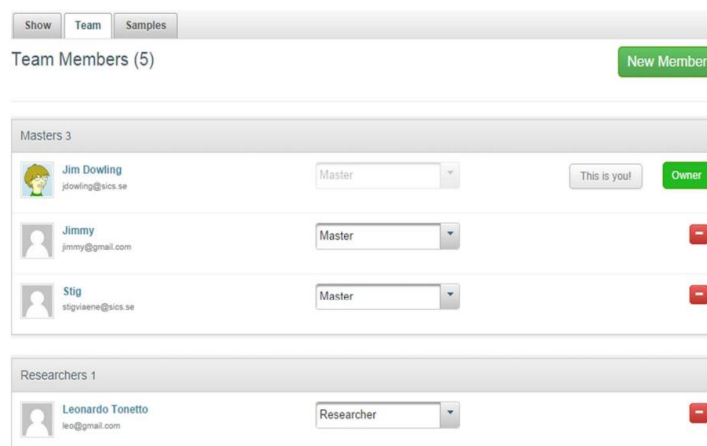 Show Team Samples
Team Members (5)
New Member
Masters 3
Jim Dowling
jdowling@sics.se
Master
This is you!
Owner
Jimmy
jimmy@gmail.com
Master
Stig
stigviaene@sics.se
Master
Researchers 1
Leonardo Tonetto
leo@gmail.com
Researcher